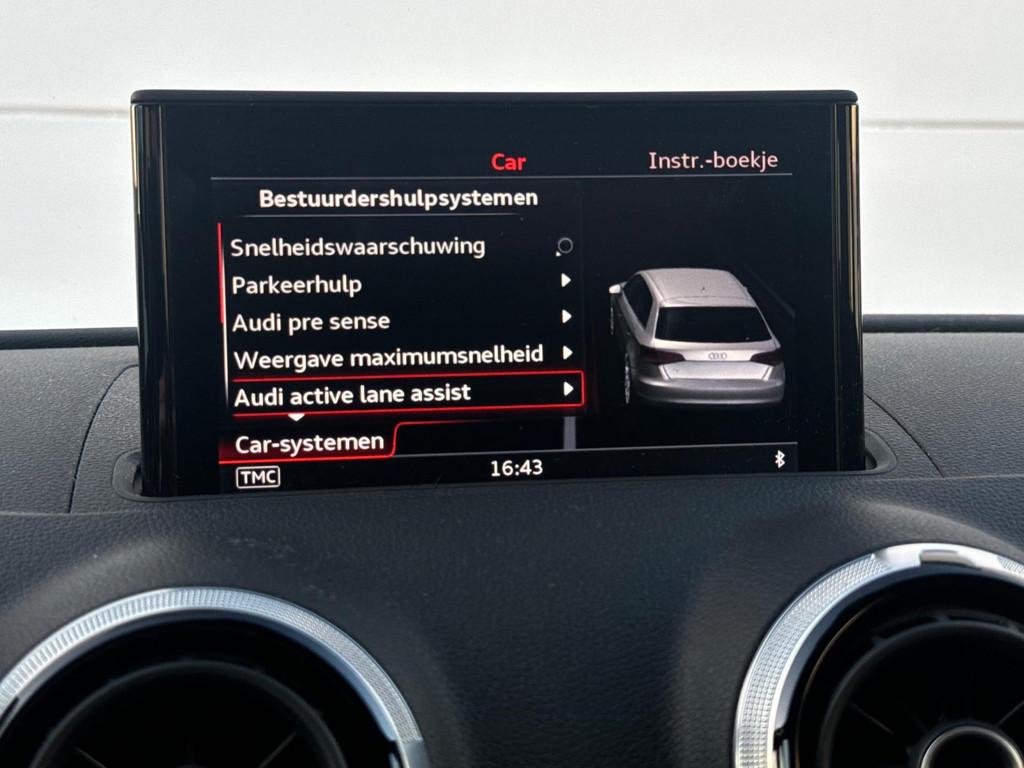 Car
Instr.-boekje
Bestuurdershulpsystemen
Snelheidswaarschuwing
Parkeerhulp
Audi pre sense
Weergave maximumsnelheid
Audi active lane assist
Car-systemen
TMC
16:43